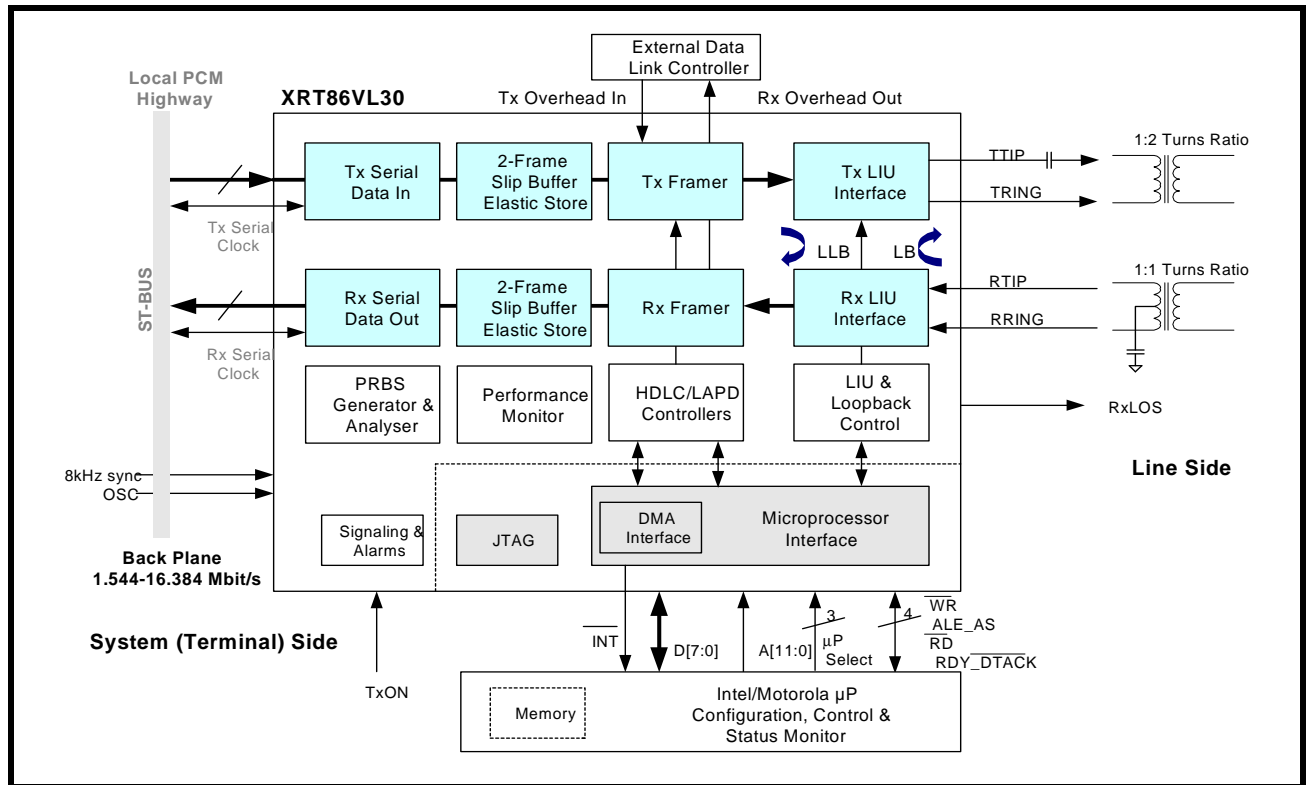 External Data
Link Controller
Local PCM
Highway
XRT86VL30
Tx Overhead In
Rx Overhead Out
Tx Serial
Data In
2-Frame
Slip Buffer
Elastic Store
Tx Framer
Tx LIU
Interface
TTIP
TRING
1:2 Turns Ratio
Tx Serial
Clock
LLB
LB
ST-BUS
Rx Serial
Data Out
2-Frame
Slip Buffer
Elastic Store
Rx Framer
Rx LIU
Interface
RTIP
RRING
1:1 Turns Ratio
Rx Serial
Clock
PRBS
Generator &
Analyser
Performance
Monitor
HDLC/LAPD
Controllers
LIU &
Loopback
Control
RxLOS
Line Side
8kHz sync
OSC
Signaling &
Alarms
JTAG
DMA
Interface
Microprocessor
Interface
Back Plane
1.544-16.384 Mbit/s
System (Terminal) Side
TxON
INT
D[7:0]
A[11:0]
3
µP
Select
4
WR
ALE_AS
RD
RDY_DTACK
Memory
Intel/Motorola µP
Configuration, Control &
Status Monitor